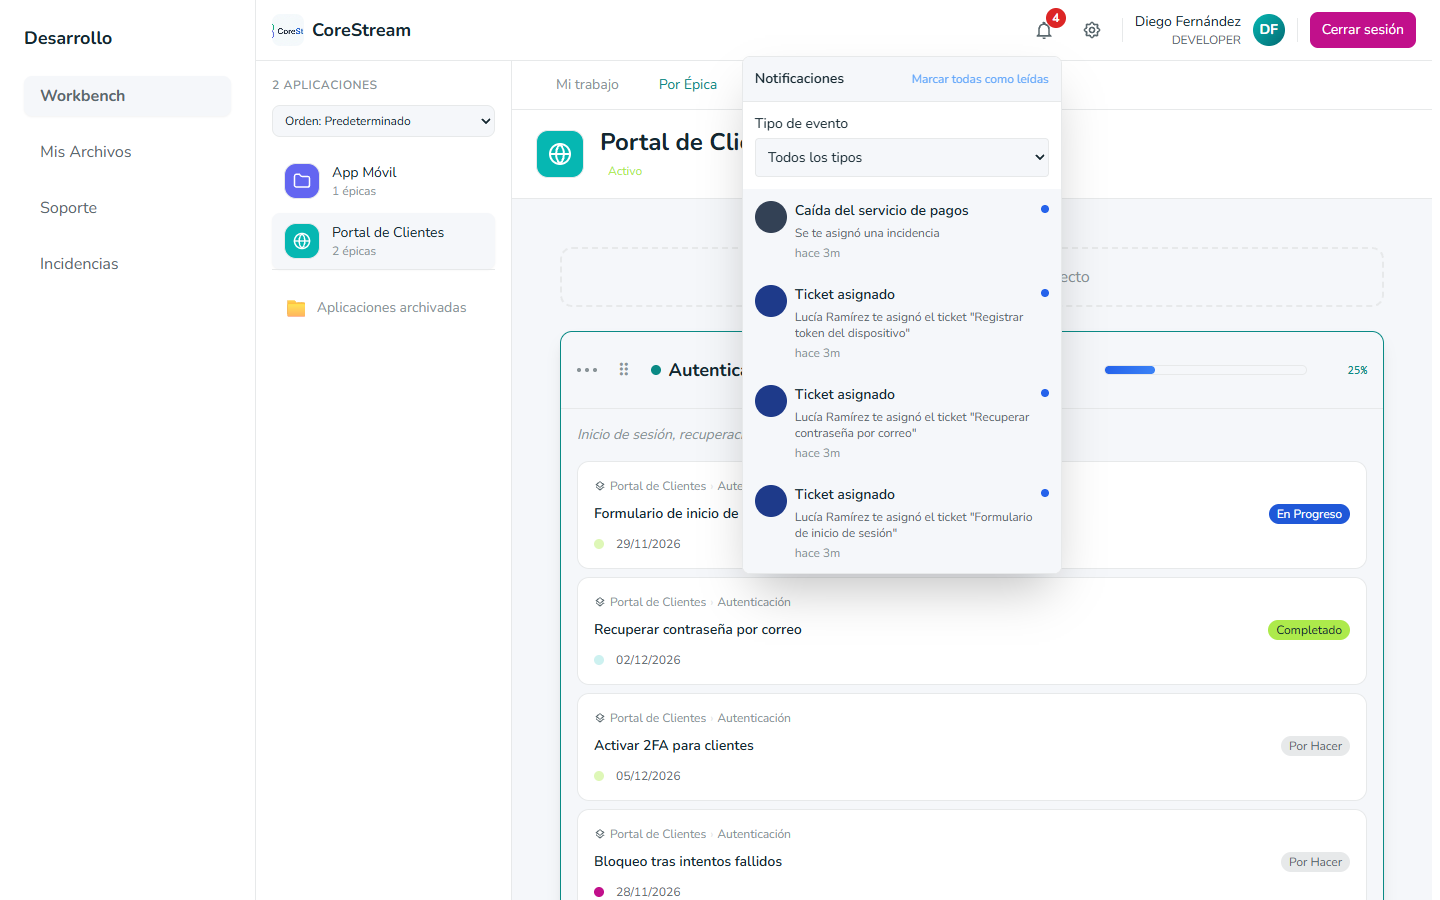 Desarrollo
Workbench
Mis Archivos
Soporte
Incidencias
CoreSt
CoreStream
4
Diego Fernández
DEVELOPER
DF
Cerrar sesión
2 APLICACIONES
Orden: Predeterminado
App Móvil
1 épicas
Portal de Clientes
2 épicas
Aplicaciones archivadas
Mi trabajo
Por Épica
Portal de Clie
Activo
ecto
Notificaciones
Marcar todas como leídas
Tipo de evento
Todos los tipos
Caída del servicio de pagos
Se te asignó una incidencia
hace 3m
Ticket asignado
Lucía Ramírez te asignó el ticket "Registrar
token del dispositivo"
hace 3m
Ticket asignado
Lucía Ramírez te asignó el ticket "Recuperar
contraseña por correo"
hace 3m
Ticket asignado
Lucía Ramírez te asignó el ticket "Formulario
de inicio de sesión"
hace 3m
Autentica
25%
Inicio de sesión, recuperac
Portal de Clientes › Aute
Formulario de inicio de
29/11/2026
En Progreso
Portal de Clientes › Autenticación
Recuperar contraseña por correo
02/12/2026
Completado
Portal de Clientes › Autenticación
Activar 2FA para clientes
05/12/2026
Por Hacer
Portal de Clientes › Autenticación
Bloqueo tras intentos fallidos
28/11/2026
Por Hacer